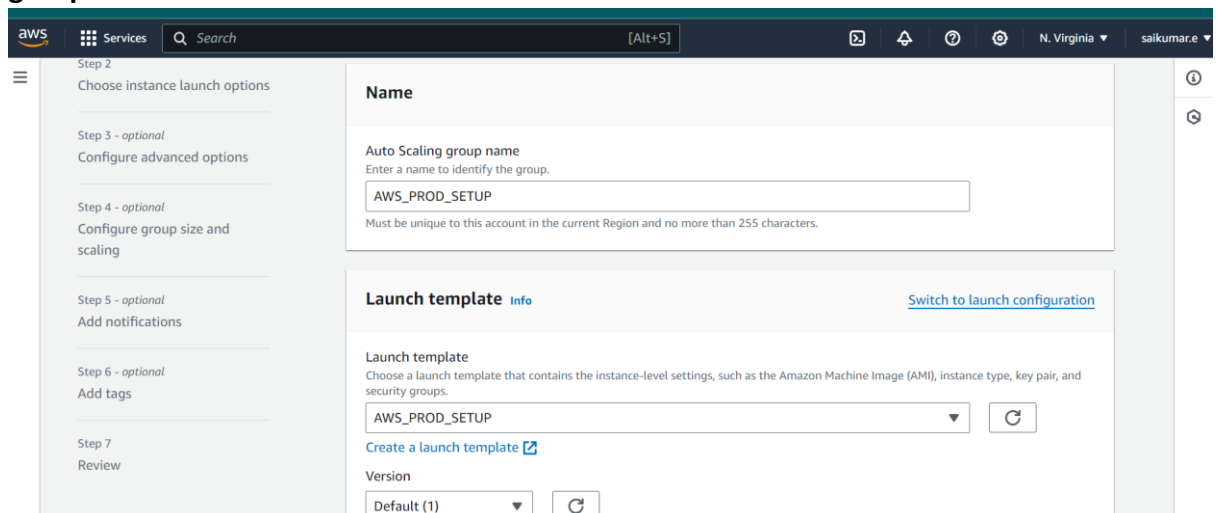 aws
Services
Search
[Alt+S]
N. Virginia
saikumar.e
Step 2
Choose instance launch options
Step 3 - optional
Configure advanced options
Step 4 - optional
Configure group size and
scaling
Step 5 - optional
Add notifications
Step 6 - optional
Add tags
Step 7
Review
Name
Auto Scaling group name
Enter a name to identify the group.
AWS_PROD_SETUP
Must be unique to this account in the current Region and no more than 255 characters.
Launch template Info
Switch to launch configuration
Launch template
Choose a launch template that contains the instance-level settings, such as the Amazon Machine Image (AMI), instance type, key pair, and
security groups.
AWS_PROD_SETUP
Create a launch template
Version
Default (1)